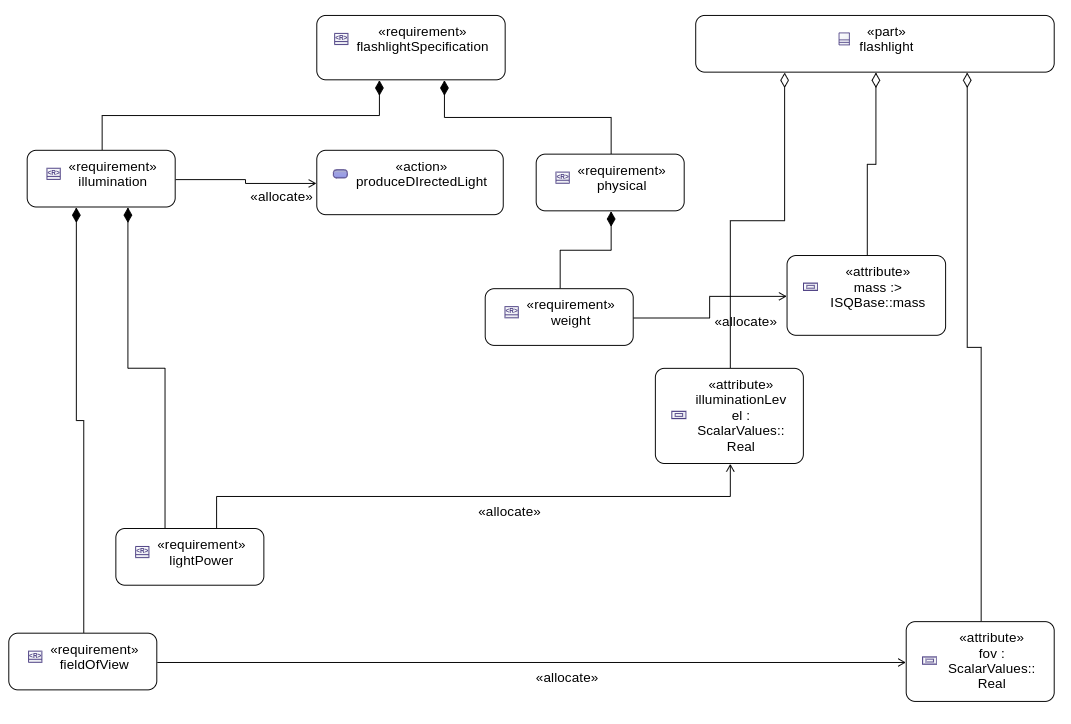 «requirement»
flashlightSpecification
«part»
flashlight
«requirement»
illumination
«allocate»
«action»
produceDIrectedLight
«requirement»
physical
«requirement»
weight
«allocate»
«attribute»
mass :>
ISQBase::mass
«attribute»
illuminationLev
el :
ScalarValues::
Real
«allocate»
«requirement»
lightPower
«requirement»
fieldOfView
«allocate»
«attribute»
fov :
ScalarValues::
Real